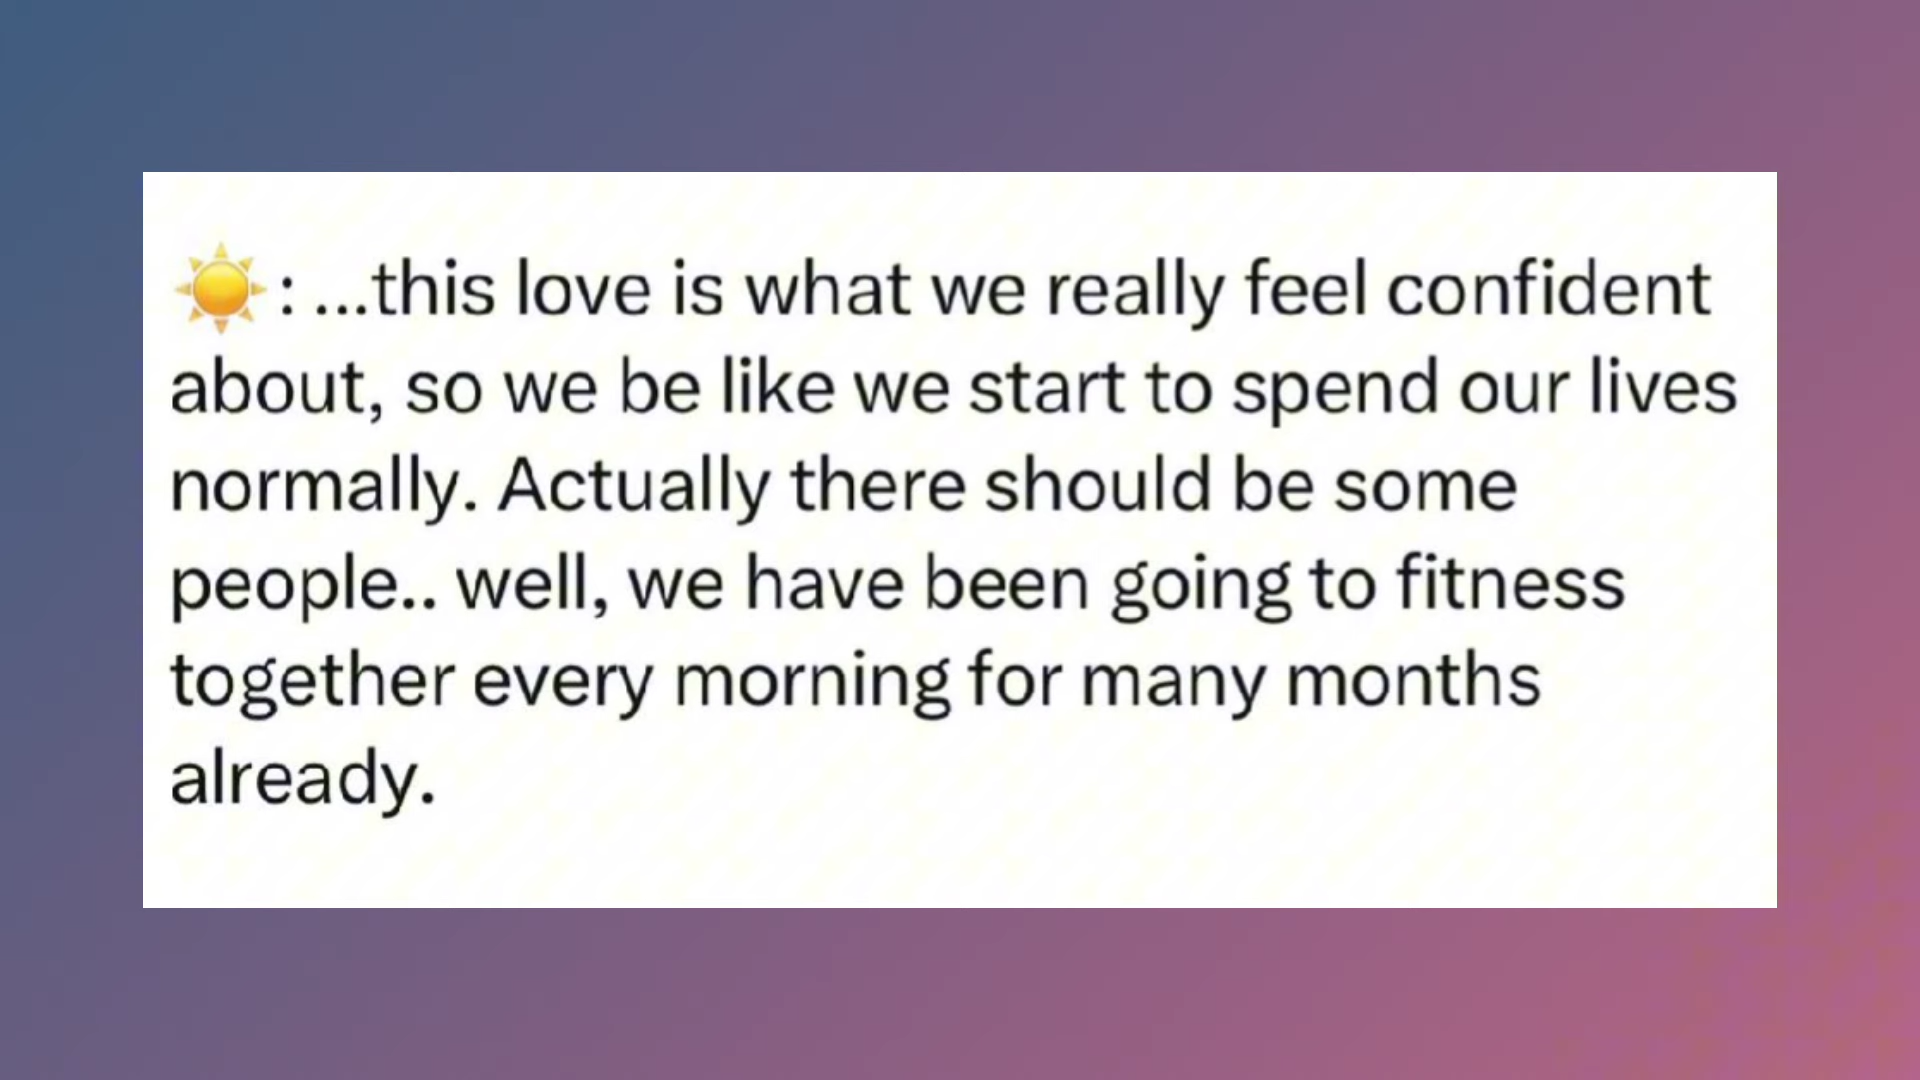 ☀️ : ...this love is what we really feel confident
about, so we be like we start to spend our lives
normally. Actually there should be some
people.. well, we have been going to fitness
together every morning for many months
already.